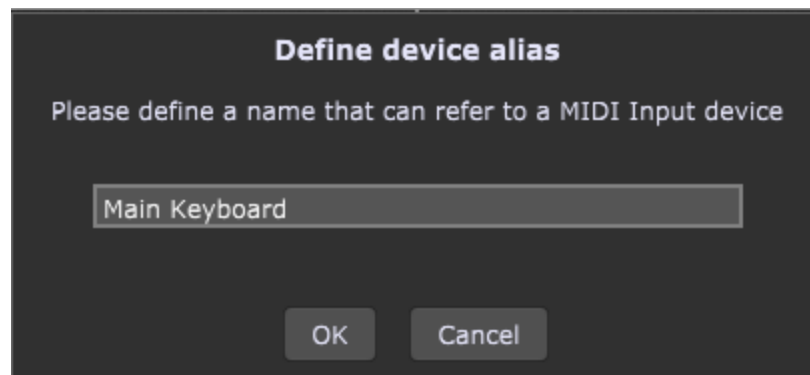 Define device alias
Please define a name that can refer to a MIDI Input device
Main Keyboard
OK Cancel